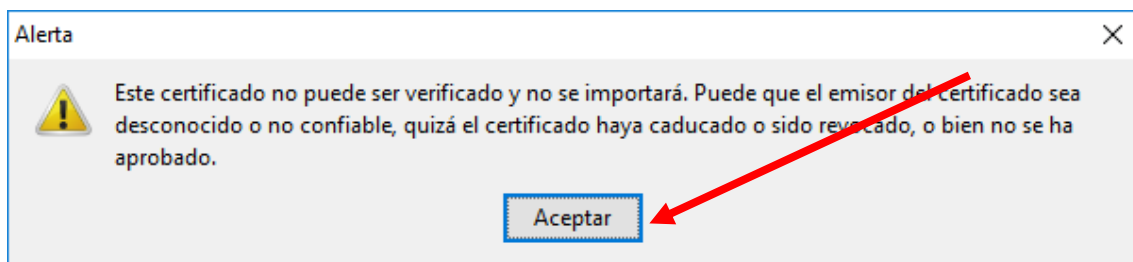 Alerta
Este certificado no puede ser verificado y no se importará. Puede que el emisor del certificado sea
desconocido o no confiable, quizá el certificado haya caducado o sido revocado, o bien no se ha
aprobado.
Aceptar